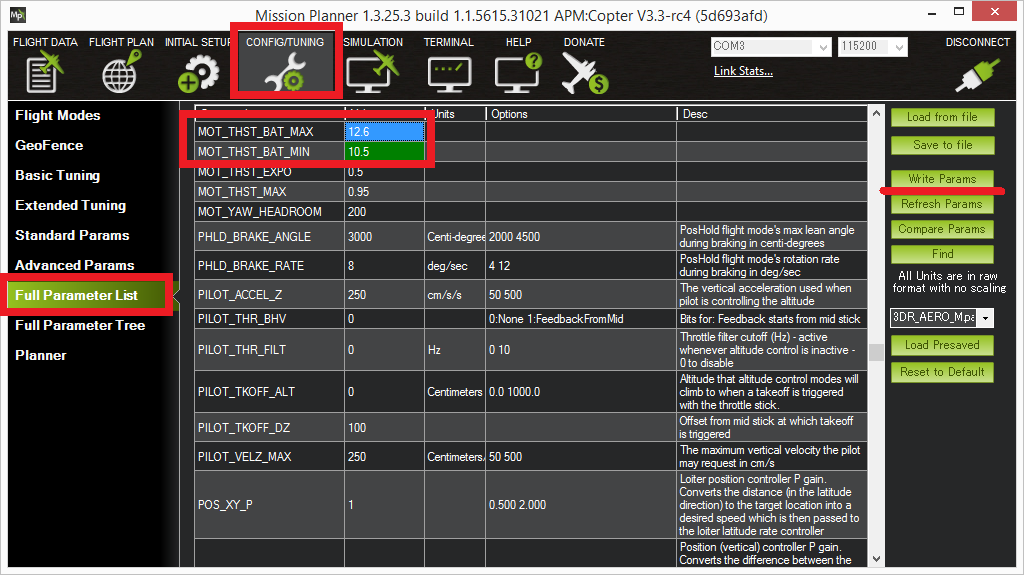 Mp
Mission Planner 1.3.25.3 build 1.1.5615.31021 APM:Copter V3.3-rc4 (5d693afd)
FLIGHT DATA FLIGHT PLAN INITIAL SETUP CONFIG/TUNING SIMULATION TERMINAL HELP DONATE
COM3 115200 DISCONNECT
Link Stats...
Flight Modes
GeoFence
Basic Tuning
Extended Tuning
Standard Params
Advanced Params
Full Parameter List
Full Parameter Tree
Planner
Units Options Desc
MOT_THST_BAT_MAX 12.6
MOT_THST_BAT_MIN 10.5
MOT_THST_EXPO 0.5
MOT_THST_MAX 0.95
MOT_YAW_HEADROOM 200
PHLD_BRAKE_ANGLE 3000 Centi-degree 2000 4500 PosHold flight mode's max lean angle
during braking in centi-degrees
PHLD_BRAKE_RATE 8 deg/sec 4 12 PosHold flight mode's rotation rate
during braking in deg/sec
PILOT_ACCEL_Z 250 cm/s/s 50 500 The vertical acceleration used when
pilot is controlling the altitude
PILOT_THR_BHV 0 0:None 1:FeedbackFromMid Bits for: Feedback starts from mid stick
PILOT_THR_FILT 0 Hz 0 10 Throttle filter cutoff (Hz) - active
whenever altitude control is inactive -
0 to disable
PILOT_TKOFF_ALT 0 Centimeters 0.0 1000.0 Altitude that altitude control modes will
climb to when a takeoff is triggered
with the throttle stick.
PILOT_TKOFF_DZ 100 Offset from mid stick at which takeoff
is triggered
PILOT_VELZ_MAX 250 Centimeters/ 50 500 The maximum vertical velocity the pilot
may request in cm/s
POS_XY_P 1 0.500 2.000 Loiter position controller P gain.
Converts the distance (in the latitude
direction) to the target location into a
desired speed which is then passed to
the loiter latitude rate controller
Position (vertical) controller P gain.
Converts the difference between the
Load from file
Save to file
Write Params
Refresh Params
Compare Params
Find
All Units are in raw
format with no scaling
3DR_AERO_M.pa
Load Presaved
Reset to Default